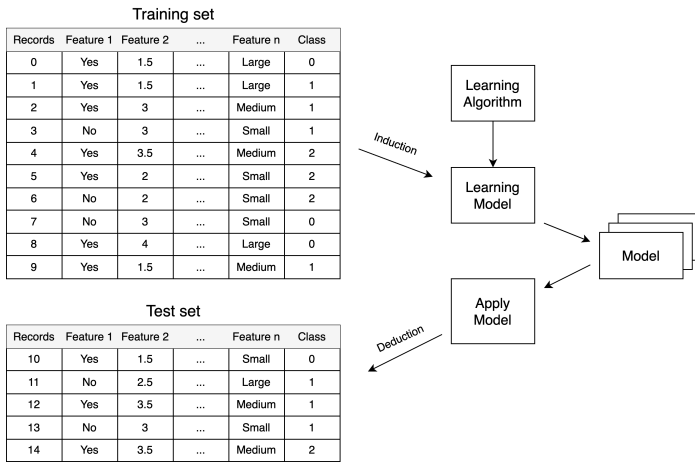 Training set
Records Feature 1 Feature 2 ... Feature n Class
0 Yes 1.5 ... Large 0
1 Yes 1.5 ... Large 1
2 Yes 3 ... Medium 1
3 No 3 ... Small 1
4 Yes 3.5 ... Medium 2
5 Yes 2 ... Small 2
6 No 2 ... Small 2
7 No 3 ... Small 0
8 Yes 4 ... Large 0
9 Yes 1.5 ... Medium 1
Learning
Algorithm
Induction
Learning
Model
Model
Apply
Model
Deduction
Test set
Records Feature 1 Feature 2 ... Feature n Class
10 Yes 1.5 ... Small 0
11 No 2.5 ... Large 1
12 Yes 3.5 ... Medium 1
13 No 3 ... Small 1
14 Yes 3.5 ... Medium 2